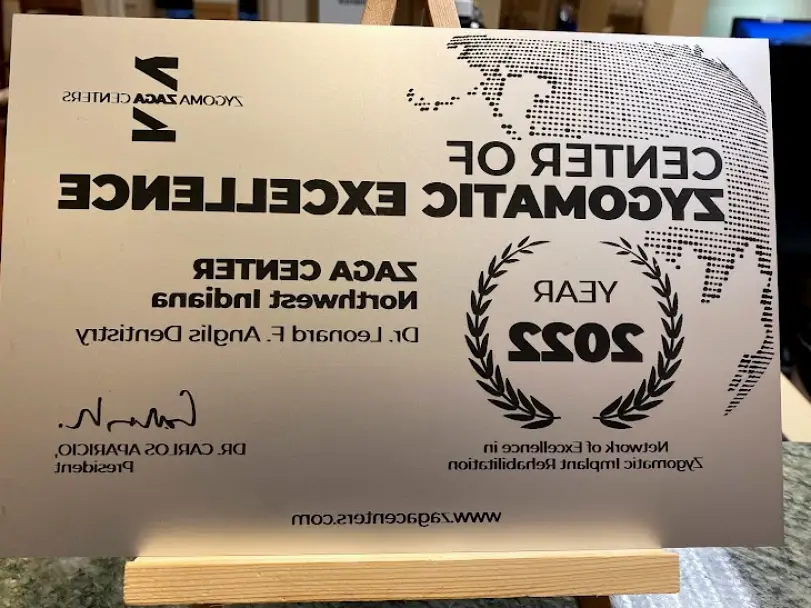 ZYGOMA ZAGA CENTERS
CENTER OF
ZYGOMATIC EXCELLENCE
YEAR
2022
ZAGA CENTER
Northwest Indiana
Dr. Leonard F. Anglis Dentistry
Network of Excellence in
Zygomatic Implant Rehabilitation
DR. CARLOS APARICIO,
President
www.zagacenters.com